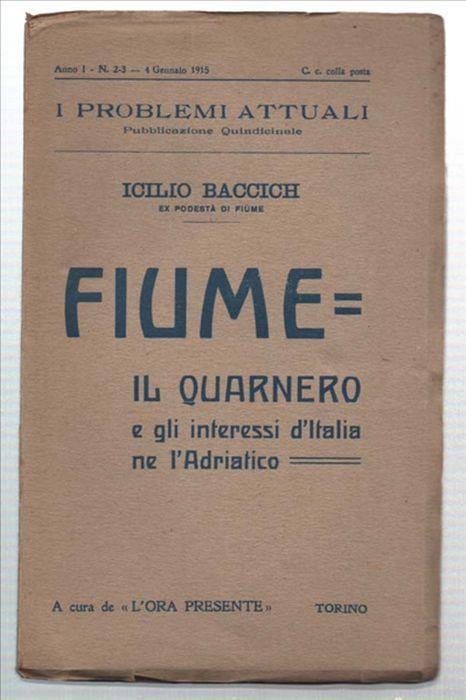 Anno I - N. 2-3 — 4 Gennaio 1915 C. c. colla posta
I PROBLEMI ATTUALI
Pubblicazione Quindicinale
ICILIO BACCICH
EX PODESTÀ DI FIUME
FIUME=
IL QUARNERO
e gli interessi d'Italia
ne l'Adriatico
A cura de « L'ORA PRESENTE » TORINO